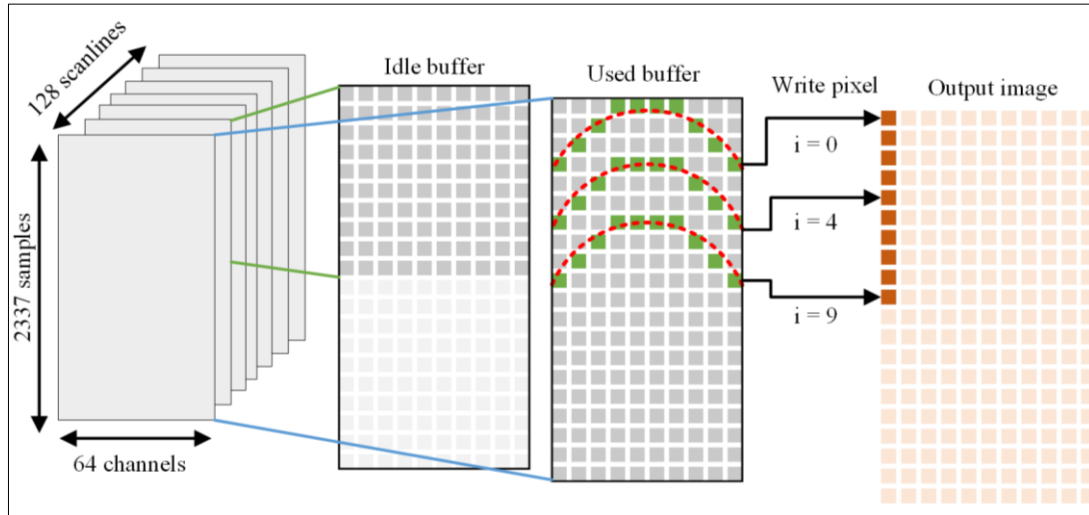 128 scanlines
2337 samples
64 channels
Idle buffer
Used buffer
Write pixel
i = 0
i = 4
i = 9
Output image